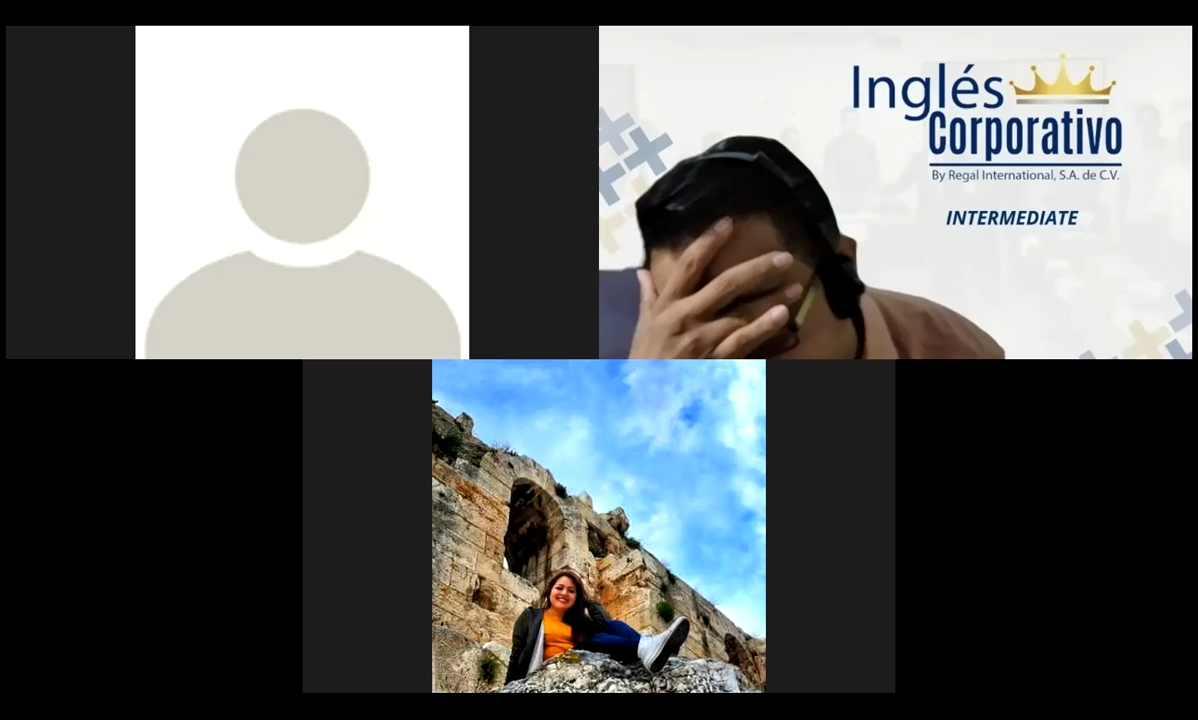 Inglés
Corporativo
By Regal International, S.A. de C.V.
INTERMEDIATE